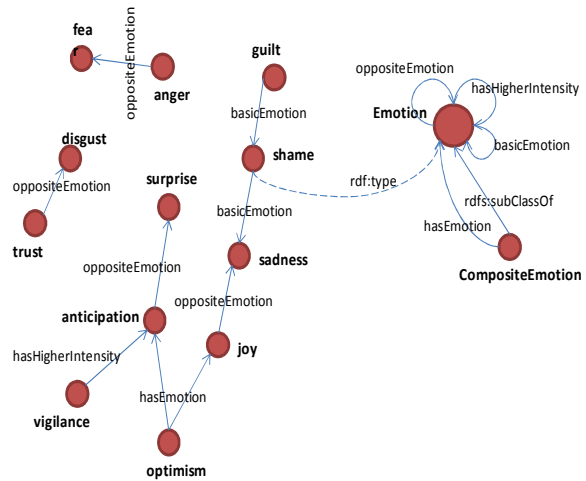 fea
r
oppositeEmotion
anger
guilt
oppositeEmotion
hasHigherIntensity
Emotion
basicEmotion
basicEmotion
disgust
oppositeEmotion
trust
surprise
shame
rdf:type
basicEmotion
rdfs:subClassOf
hasEmotion
CompositeEmotion
oppositeEmotion
sadness
anticipation
oppositeEmotion
hasHigherIntensity
joy
vigilance
hasEmotion
optimism